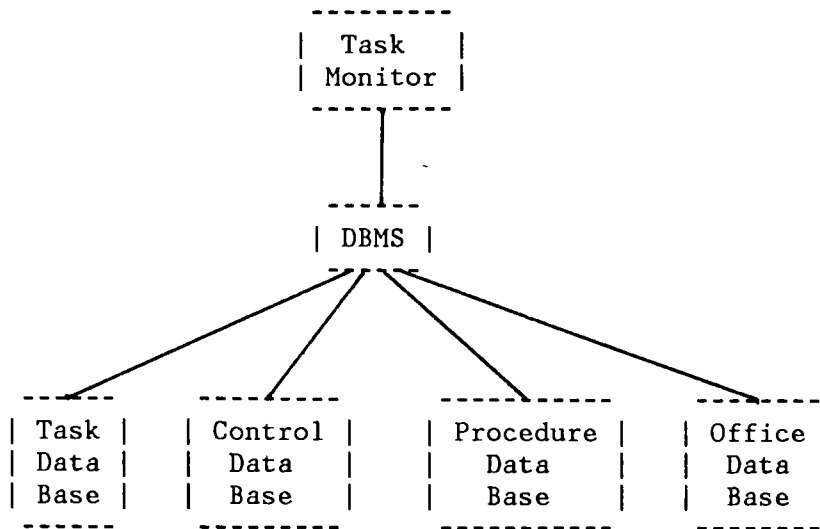 Task
Monitor
DBMS
Task
Data
Base
Control
Data
Base
Procedure
Data
Base
Office
Data
Base